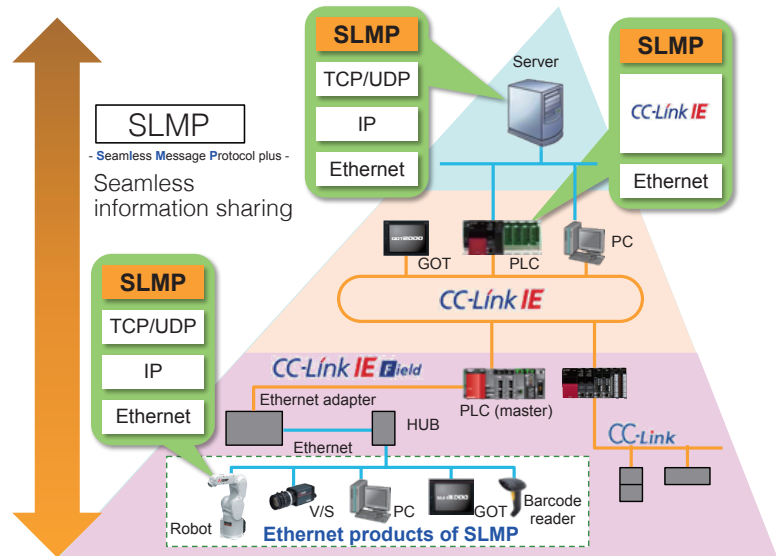 SLMP
TCP/UDP
IP
Ethernet
Server
SLMP
CC-Link IE
Ethernet
SLMP
- Seamless Message Protocol plus -
Seamless
information sharing
GOT2000
GOT
PLC
PC
CC-Link IE
SLMP
TCP/UDP
IP
Ethernet
CC-Link IE Field
Ethernet adapter
PLC (master)
HUB
Ethernet
CC-Link
Robot
V/S
PC
GOT
Barcode
reader
Ethernet products of SLMP